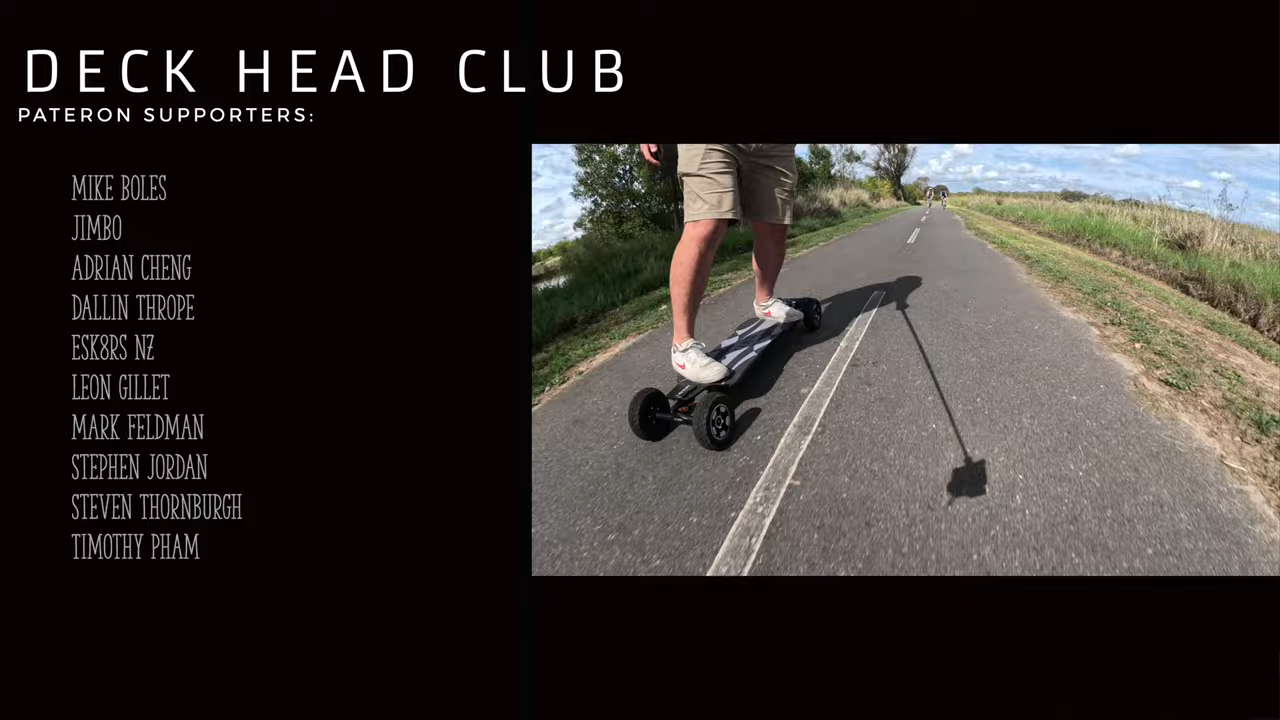 DECK HEAD CLUB
PATERON SUPPORTERS:
MIKE BOLES
JIMBO
ADRIAN CHENG
DALLIN THROPE
ESK8RS NZ
LEON GILLET
MARK FELDMAN
STEPHEN JORDAN
STEVEN THORNBURGH
TIMOTHY PHAM